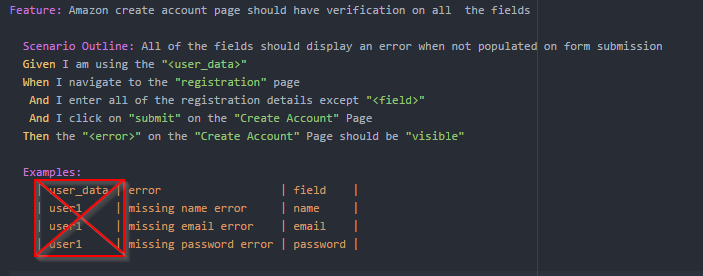 Feature: Amazon create account page should have verification on all  the fields
Scenario Outline: All of the fields should display an error when not populated on form submission
Given I am using the "<user_data>"
When I navigate to the "registration" page
And I enter all of the registration details except "<field>"
And I click on "submit" on the "Create Account" Page
Then the "<error>" on the "Create Account" Page should be "visible"
Examples:
| user_data | error                  | field    |
| user1     | missing name error     | name     |
| user1     | missing email error    | email    |
| user1     | missing password error | password |